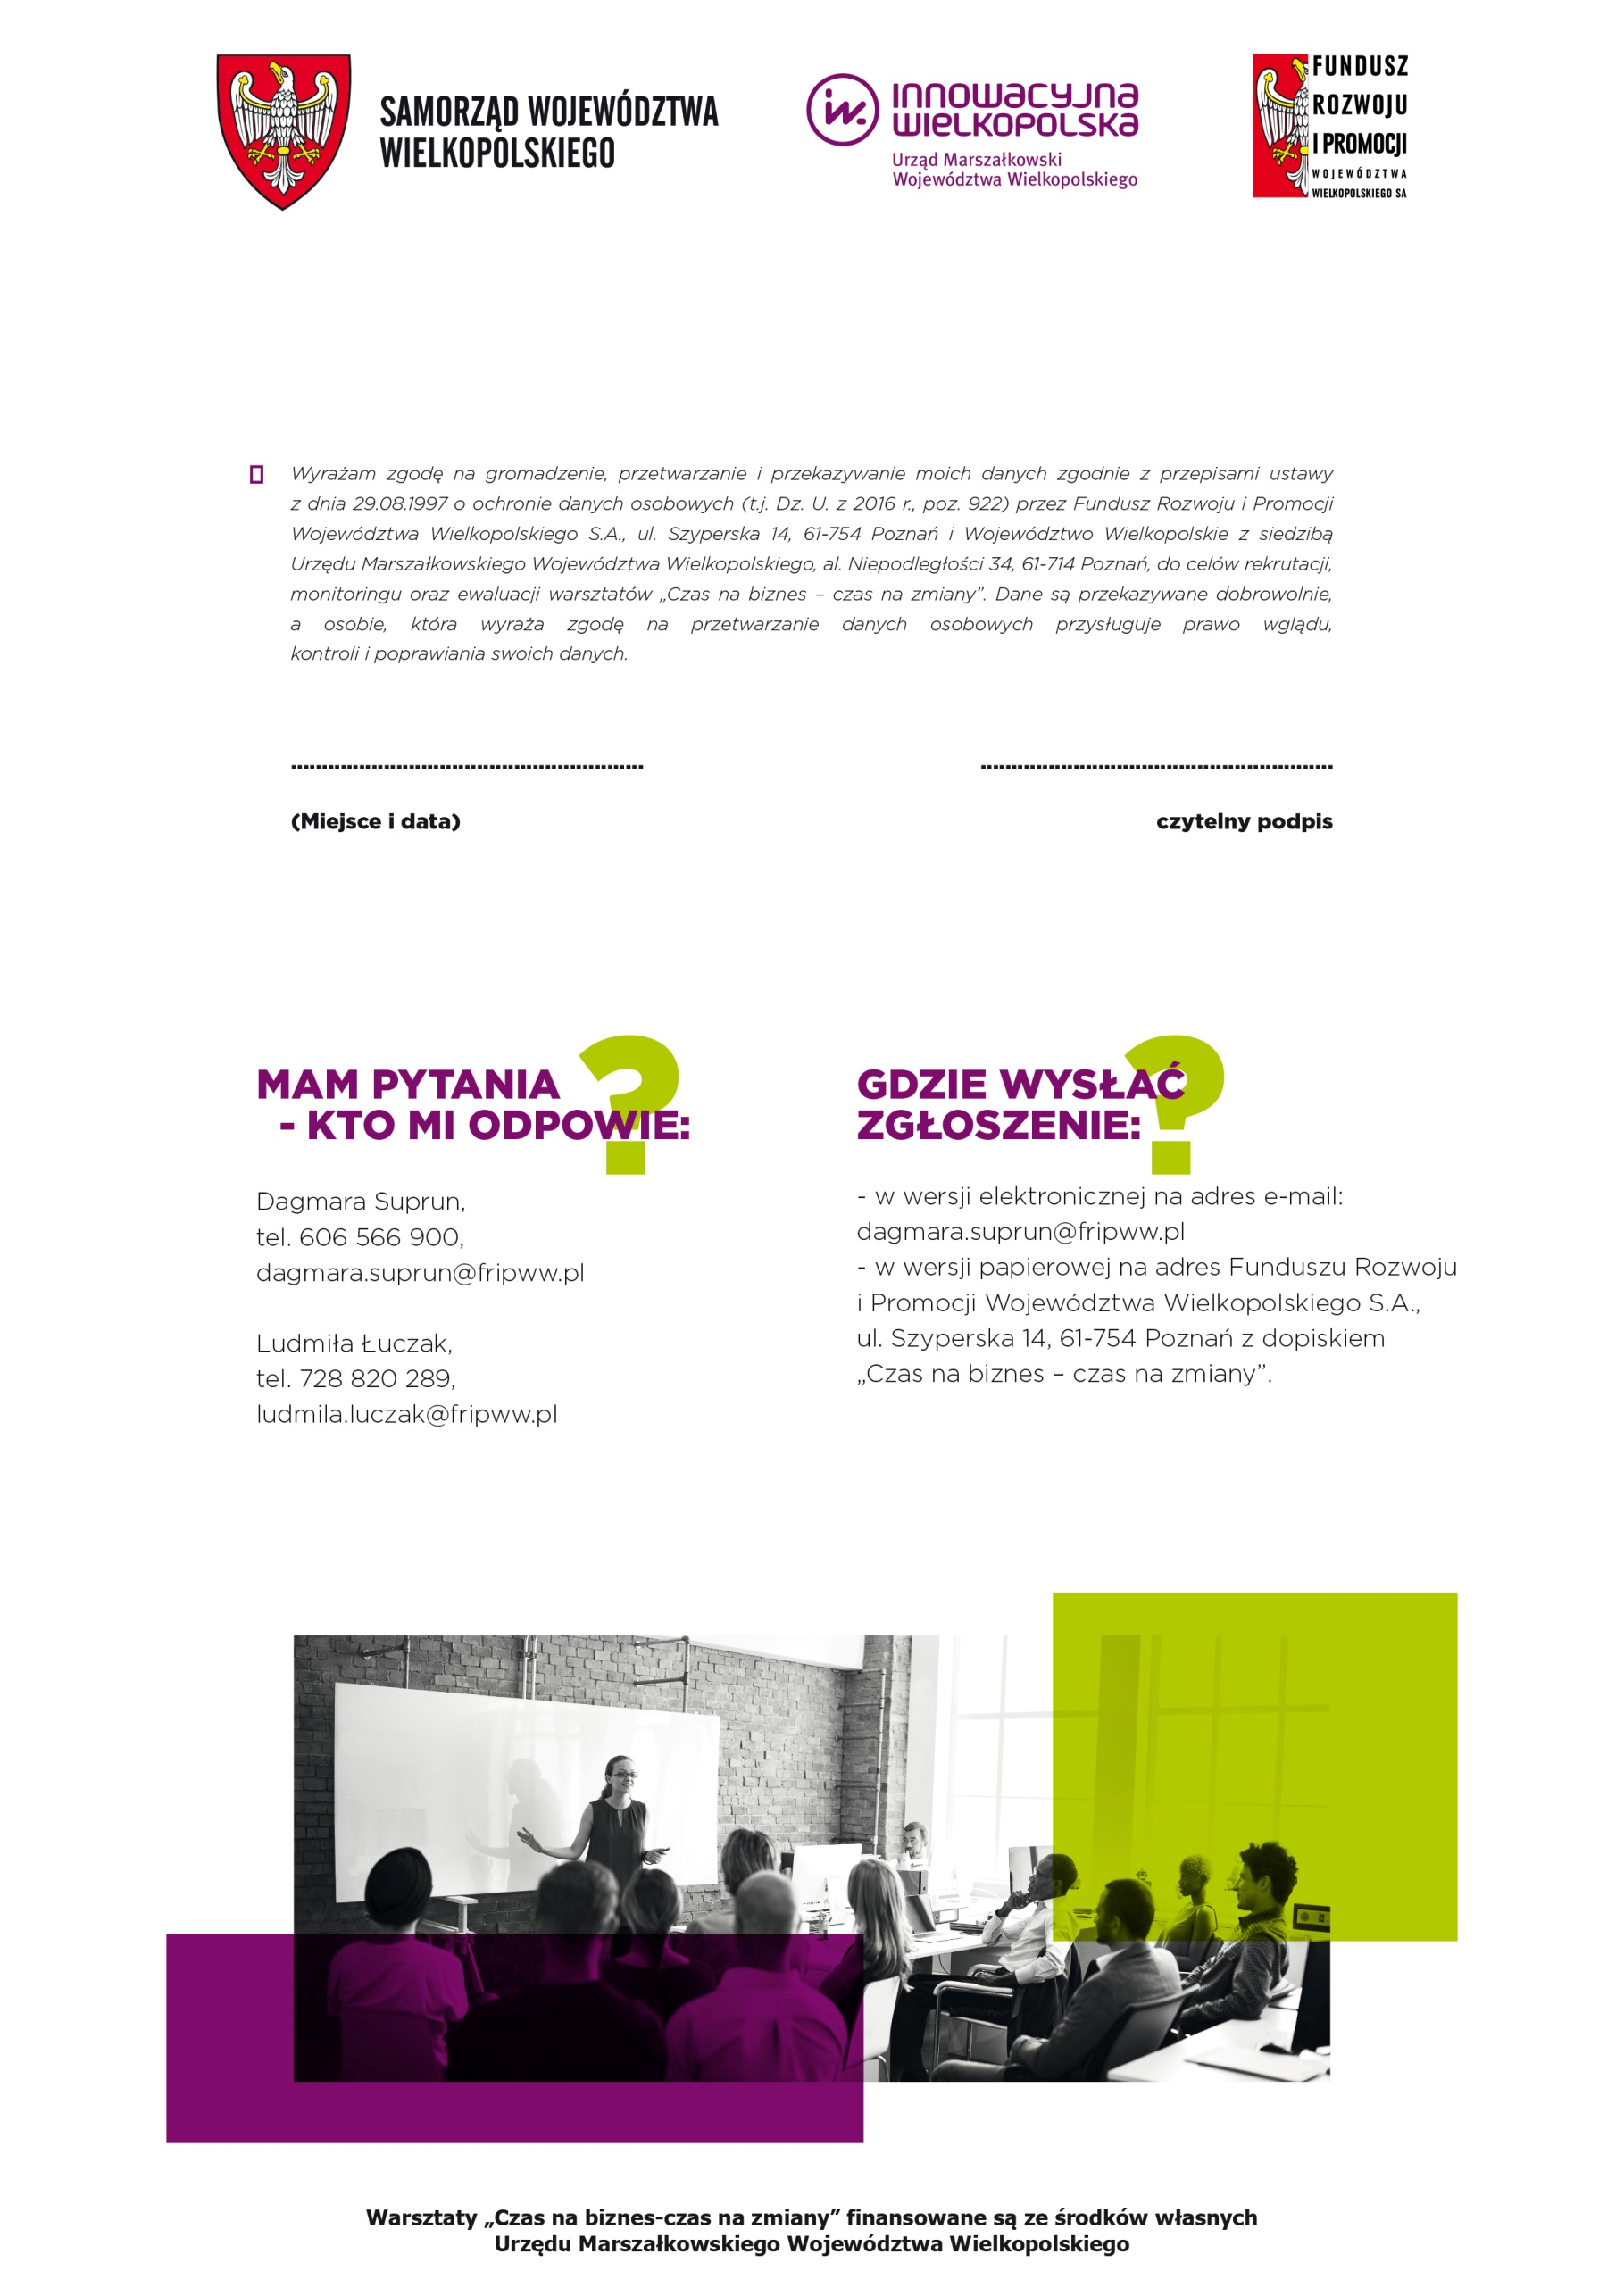 SAMORZĄD WOJEWÓDZTWA
WIELKOPOLSKIEGO
iw.
INNOWACYJNA
WIELKOPOLSKA
Urząd Marszałkowski
Województwa Wielkopolskiego
FUNDUSZ
ROZWOJU
I PROMOCJI
WOJEWÓDZTWA
WIELKOPOLSKIEGO SA
Wyrażam zgodę na gromadzenie, przetwarzanie i przekazywanie moich danych zgodnie z przepisami ustawy
z dnia 29.08.1997 o ochronie danych osobowych (t.j. Dz. U. z 2016 r., poz. 922) przez Fundusz Rozwoju i Promocji
Województwa Wielkopolskiego S.A., ul. Szyperska 14, 61-754 Poznań i Województwo Wielkopolskie z siedzibą
Urzędu Marszałkowskiego Województwa Wielkopolskiego, al. Niepodległości 34, 61-714 Poznań, do celów rekrutacji,
monitoringu oraz ewaluacji warsztatów „Czas na biznes – czas na zmiany”. Dane są przekazywane dobrowolnie,
a osobie, która wyraża zgodę na przetwarzanie danych osobowych przysługuje prawo wglądu,
kontroli i poprawiania swoich danych.
(Miejsce i data)
czytelny podpis
MAM PYTANIA
- KTO MI ODPOWIE:
?
Dagmara Suprun,
tel. 606 566 900,
dagmara.suprun@fripww.pl
Ludmiła Łuczak,
tel. 728 820 289,
ludmila.luczak@fripww.pl
GDZIE WYSŁAĆ
ZGŁOSZENIE:
?
- w wersji elektronicznej na adres e-mail:
dagmara.suprun@fripww.pl
- w wersji papierowej na adres Funduszu Rozwoju
i Promocji Województwa Wielkopolskiego S.A.,
ul. Szyperska 14, 61-754 Poznań z dopiskiem
„Czas na biznes – czas na zmiany”.
Warsztaty „Czas na biznes-czas na zmiany” finansowane są ze środków własnych
Urzędu Marszałkowskiego Województwa Wielkopolskiego